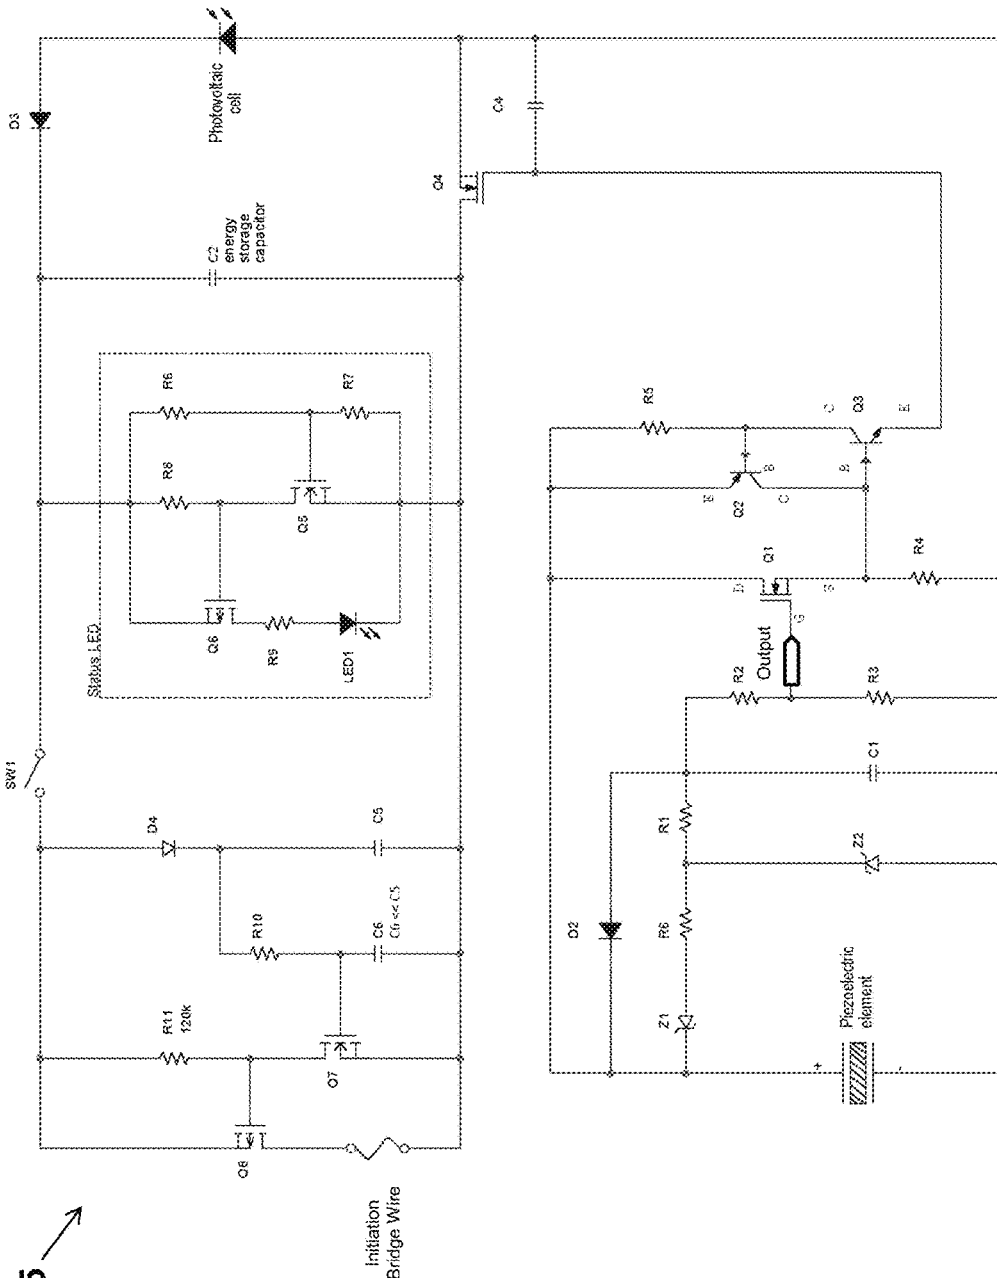 D3
Photovoltaic
cell
C4
Q4
C2
energy
storage
capacitor
Status LED
R6
R7
R8
Q5
Q6
R9
LED1
R5
C
Q3
E
B
B
E
Q2
C
SW1
D4
C5
R10
C6
C6 << C5
R11
120k
Q7
Q8
Initiation
Bridge Wire
D
Q1
S
G
R4
Output
R2
R3
C1
R1
Z2
D2
R6
Z1
Piezoelectric
element
+
-
5